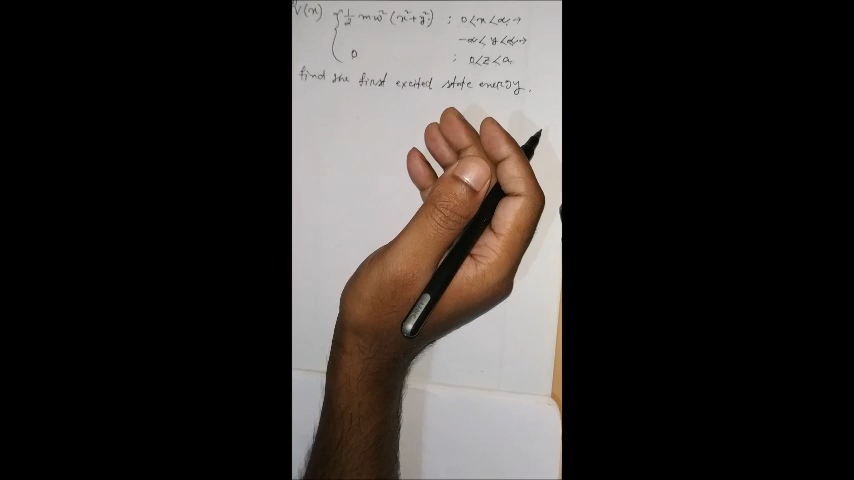 V(x) { 1/2 mω² (x²+y²) ; 0<x<α,
-α<y<α,
0 ; 0<z<a,
find the first excited state energy.